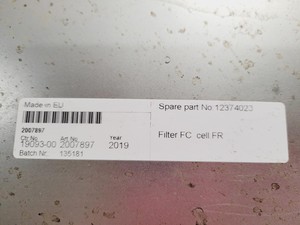 Made in EU
Spare part No:12374023
2007897
Filter FC cell FR
Ctr.No. Art.No. Year
19093-00 2007897 2019
Batch Nr. 135181